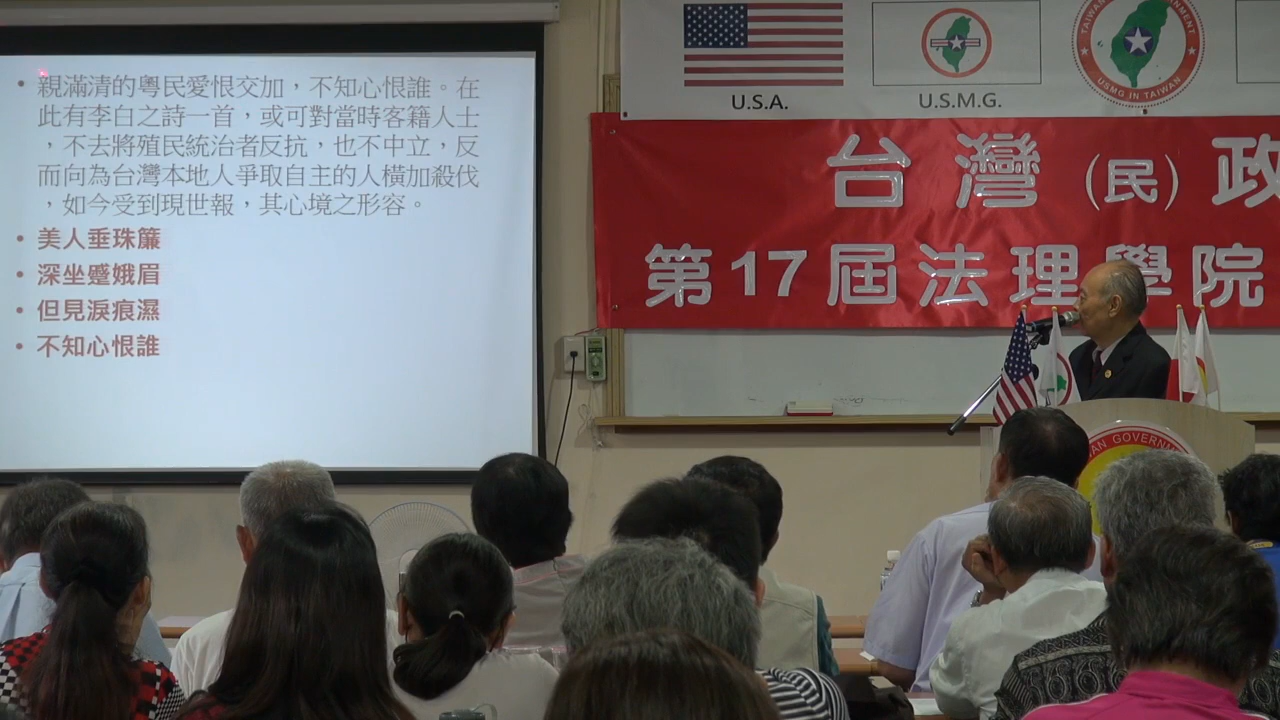 親滿清的粵民愛恨交加，不知心恨誰。在
此有李白之詩一首，或可對當時客籍人士
，不去將殖民統治者反抗，也不中立，反
而向為台灣本地人爭取自主的人橫加殺伐
，如今受到現世報，其心境之形容。
美人垂珠簾
深坐蹙娥眉
但見淚痕濕
不知心恨誰
U.S.A.
U.S.M.G.
USMG IN TAIWAN
台灣(民)政
第17屆法理學院
GOVERN